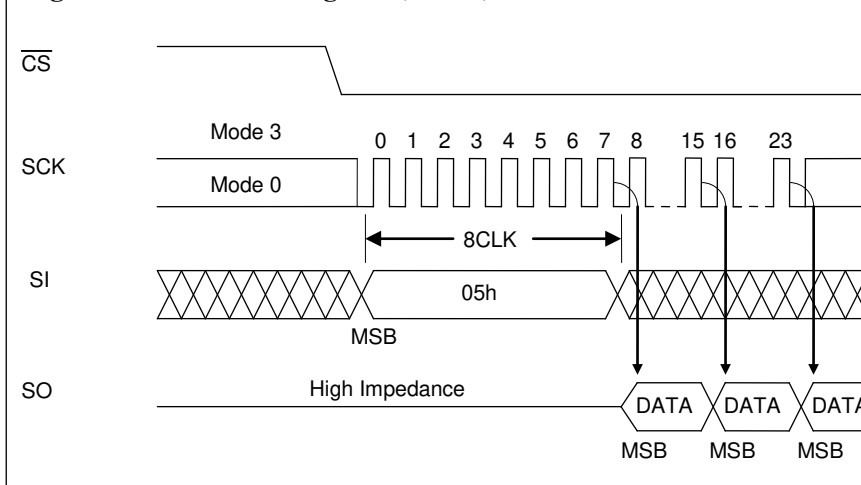 CS
Mode 3
0 1 2 3 4 5 6 7 8 15 16 23
SCK
Mode 0
8CLK
SI
05h
MSB
SO
High Impedance
DATA DATA DATA
MSB MSB MSB